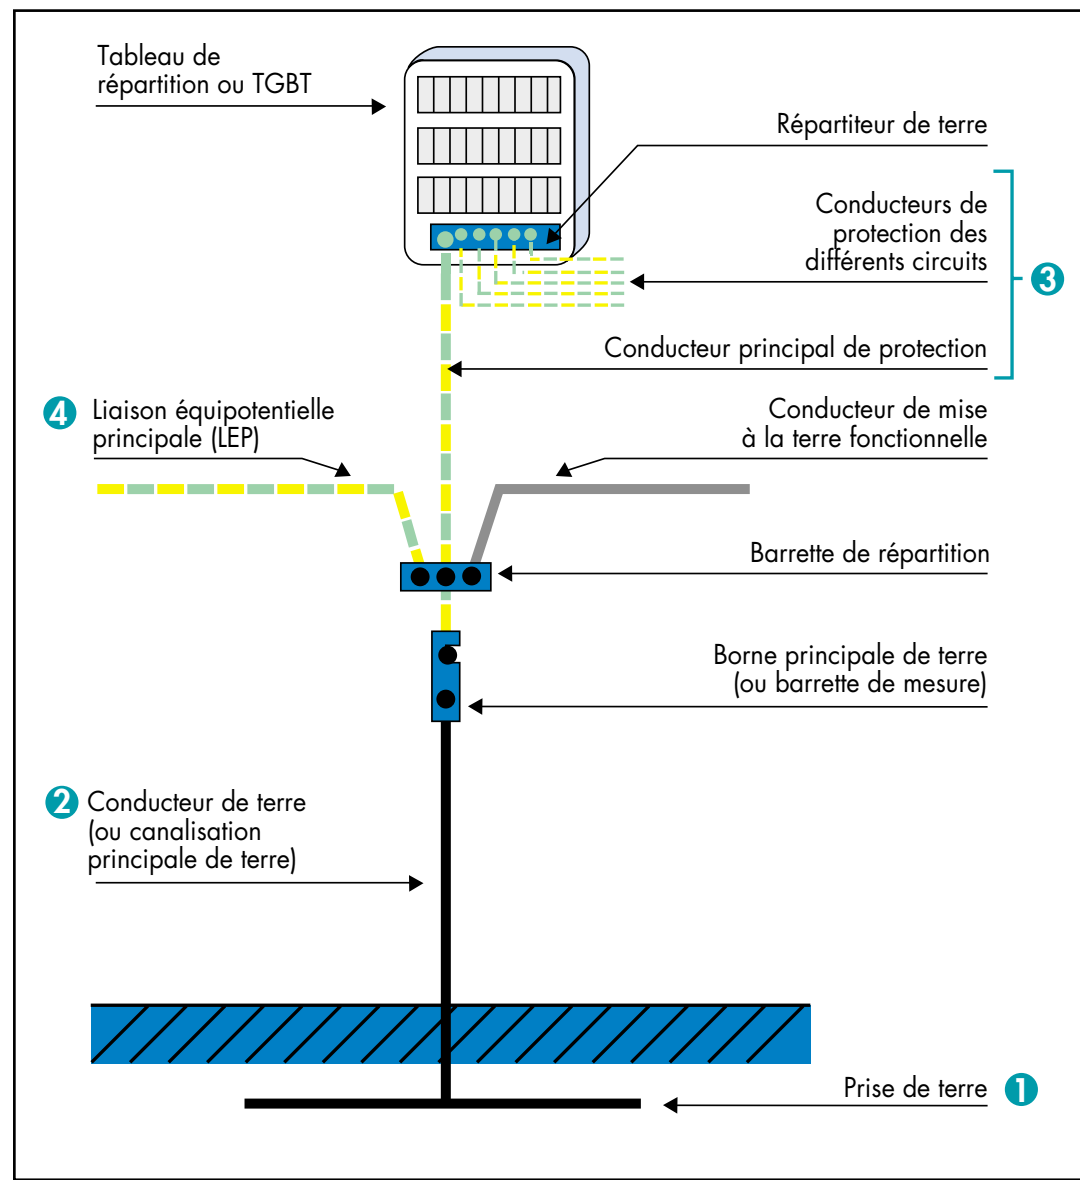 Tableau de
répartition ou TGBT
Répartiteur de terre
Conducteurs de
protection des
différents circuits
3
Conducteur principal de protection
4 Liaison équipotentielle
principale (LEP)
Conducteur de mise
à la terre fonctionnelle
Barrette de répartition
Borne principale de terre
(ou barrette de mesure)
2 Conducteur de terre
(ou canalisation
principale de terre)
Prise de terre 1